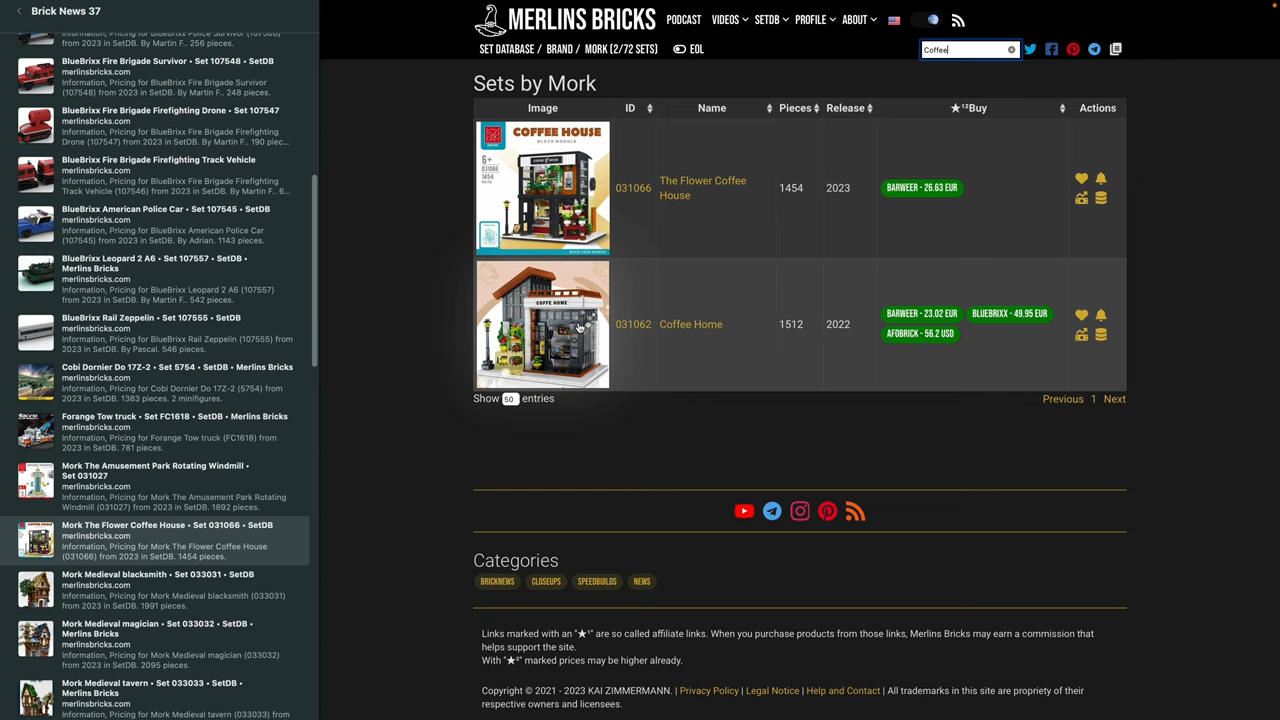 Brick News 37
(107550) from 2023 in SetDB. By Martin F.. 256 piec...
BlueBrixx Fire Brigade Survivor • Set 107548 • SetDB
merlinsbricks.com
Information, Pricing for BlueBrixx Fire Brigade Survivor
(107548) from 2023 in SetDB. By Martin F.. 248 piec...
BlueBrixx Fire Brigade Firefighting Drone • Set 107547
merlinsbricks.com
Information, Pricing for BlueBrixx Fire Brigade Firefighting
Drone (107547) from 2023 in SetDB. By Martin F.. 190 piec...
BlueBrixx Fire Brigade Firefighting Track Vehicle
merlinsbricks.com
Information, Pricing for BlueBrixx Fire Brigade Firefighting
Track Vehicle (107546) from 2023 in SetDB. By Martin F.. 6...
BlueBrixx American Police Car • Set 107545 • SetDB
merlinsbricks.com
Information, Pricing for BlueBrixx American Police Car
(107545) from 2023 in SetDB. By Adrian. 1143 pieces.
BlueBrixx Leopard 2 A6 • Set 107557 • SetDB •
Merlins Bricks
merlinsbricks.com
Information, Pricing for BlueBrixx Leopard 2 A6 (107557)
from 2023 in SetDB. By Martin F.. 542 pieces.
BlueBrixx Rail Zeppelin • Set 107555 • SetDB
merlinsbricks.com
Information, Pricing for BlueBrixx Rail Zeppelin (107555)
from 2023 in SetDB. By Pascal. 546 pieces.
Cobi Dornier Do 17Z-2 • Set 5754 • SetDB • Merlins Bricks
merlinsbricks.com
Information, Pricing for Cobi Dornier Do 17Z-2 (5754)
from 2023 in SetDB. 1383 pieces. 2 minifigures.
Forange Tow truck • Set FC1618 • SetDB • Merlins Bricks
merlinsbricks.com
Information, Pricing for Forange Tow truck (FC1618) from
2023 in SetDB. 781 pieces.
Mork The Amusement Park Rotating Windmill •
Set 031027
merlinsbricks.com
Information, Pricing for Mork The Amusement Park Rotating
Windmill (031027) from 2023 in SetDB. 1892 pieces.
Mork The Flower Coffee House • Set 031066 • SetDB
merlinsbricks.com
Information, Pricing for Mork The Flower Coffee House
(031066) from 2023 in SetDB. 1454 pieces.
Mork Medieval blacksmith • Set 033031 • SetDB
merlinsbricks.com
Information, Pricing for Mork Medieval blacksmith (033031)
from 2023 in SetDB. 1991 pieces.
Mork Medieval magician • Set 033032 • SetDB •
Merlins Bricks
merlinsbricks.com
Information, Pricing for Mork Medieval magician (033032)
from 2023 in SetDB. 2095 pieces.
Mork Medieval tavern • Set 033033 • SetDB •
Merlins Bricks
merlinsbricks.com
Information, Pricing for Mork Medieval tavern (033033)
MERLINS BRICKS
PODCAST VIDEOS SETDB PROFILE ABOUT
SET DATABASE / BRAND / MORK (2/72 SETS) EOL
Coffee
Sets by Mork
Image ID Name Pieces Release ★¹²Buy Actions
COFFEE HOUSE
BLOCK MODULE
6+
031066
1454
031066 The Flower Coffee House 1454 2023 BARWEER - 26.63 EUR
COFFE HOME
031062 Coffee Home 1512 2022 BARWEER - 23.02 EUR BLUEBRIXX - 49.95 EUR
AFOBRICK - 56.2 USD
Show 50 entries
Previous 1 Next
Categories
BRICKNEWS CLOSEUPS SPEEDBUILDS NEWS
Links marked with an "★¹" are so called affiliate links. When you purchase products from those links, Merlins Bricks may earn a commission that
helps support the site.
With "★²" marked prices may be higher already.
Copyright © 2021 - 2023 KAI ZIMMERMANN. | Privacy Policy | Legal Notice | Help and Contact | All trademarks in this site are propriety of their
respective owners and licensees.